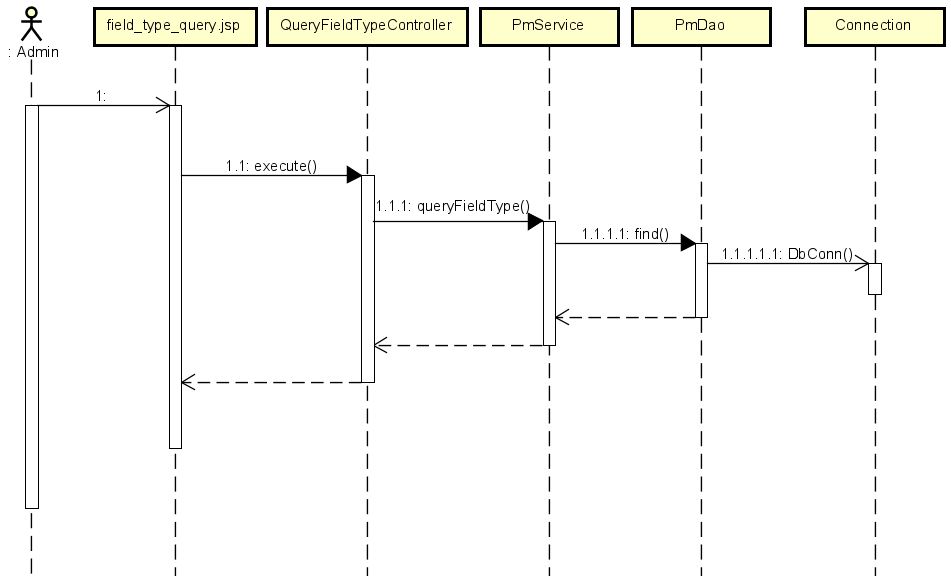 field_type_query.jsp
QueryFieldTypeController
PmService
PmDao
Connection
: Admin
1:
1.1: execute()
1.1.1: queryFieldType()
1.1.1.1: find()
1.1.1.1.1: DbConn()